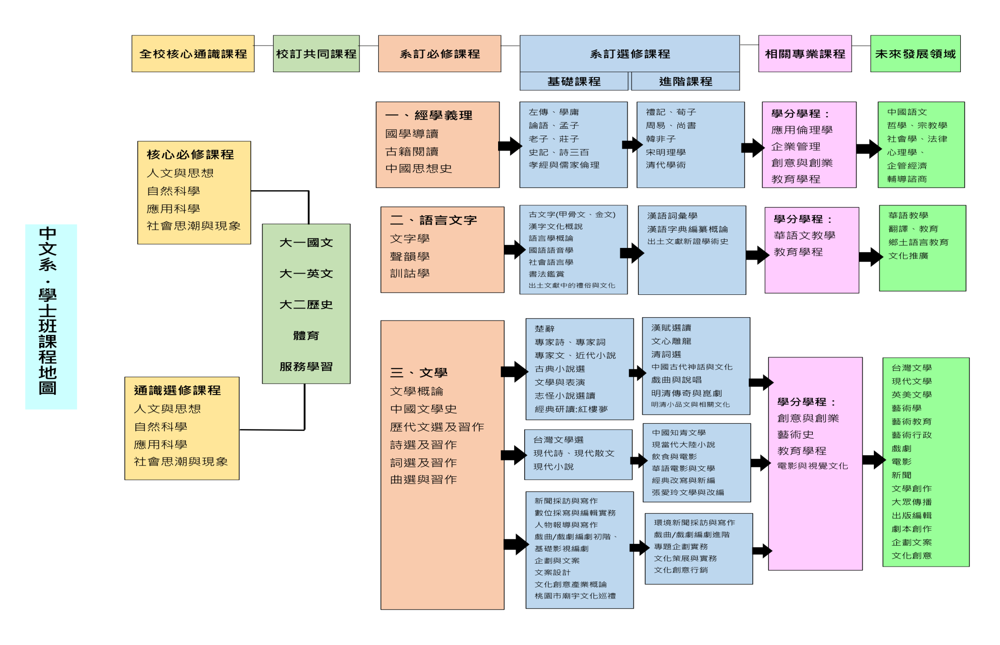 中文系．學士班課程地圖
全校核心通識課程
校訂共同課程
系訂必修課程
系訂選修課程
基礎課程
進階課程
相關專業課程
未來發展領域
核心必修課程
人文與思想
自然科學
應用科學
社會思潮與現象
通識選修課程
人文與思想
自然科學
應用科學
社會思潮與現象
大一國文
大一英文
大二歷史
體育
服務學習
一、經學義理
國學導讀
古籍閱讀
中國思想史
左傳、學庸
論語、孟子
老子、莊子
史記、詩三百
孝經與儒家倫理
禮記、荀子
周易、尚書
韓非子
宋明理學
清代學術
學分學程：
應用倫理學
企業管理
創意與創業
教育學程
中國語文
哲學、宗教學
社會學、法律
心理學、
企管經濟
輔導諮商
二、語言文字
文字學
聲韻學
訓詁學
古文字(甲骨文、金文)
漢字文化概說
語言學概論
國語語音學
社會語言學
書法鑑賞
出土文獻中的禮俗與文化
漢語詞彙學
漢語字典編纂概論
出土文獻新證學術史
學分學程：
華語文教學
教育學程
華語教學
翻譯、教育
鄉土語言教育
文化推廣
三、文學
文學概論
中國文學史
歷代文選及習作
詩選及習作
詞選及習作
曲選與習作
楚辭
專家詩、專家詞
專家文、近代小說
古典小說選
文學與表演
志怪小說選讀
經典研讀:紅樓夢
漢賦選讀
文心雕龍
清詞選
中國古代神話與文化
戲曲與說唱
明清傳奇與崑劇
明清小品文與相關文化
台灣文學選
現代詩、現代散文
現代小說
中國知青文學
現當代大陸小說
飲食與電影
華語電影與文學
經典改寫與新編
張愛玲文學與改編
新聞採訪與寫作
數位採寫與編輯實務
人物報導與寫作
戲曲/戲劇編劇初階、
基礎影視編劇
企劃與文案
文案設計
文化創意產業概論
桃園市廟宇文化巡禮
環境新聞採訪與寫作
戲曲/戲劇編劇進階
專題企劃實務
文化策展與實務
文化創意行銷
學分學程：
創意與創業
藝術史
教育學程
電影與視覺文化
台灣文學
現代文學
英美文學
藝術學
藝術教育
藝術行政
戲劇
電影
新聞
文學創作
大眾傳播
出版編輯
劇本創作
企劃文案
文化創意